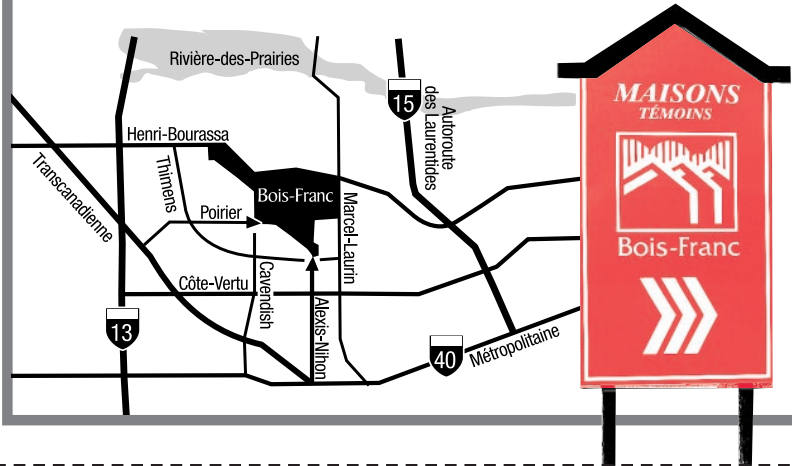 Rivière-des-Prairies
15
Autoroute
des Laurentides
MAISONS
TÉMOINS
Henri-Bourassa
Transcanadienne
Thimens
Bois-Franc
Poirier
Marcel-Laurin
Bois-Franc
Côte-Vertu
Cavendish
Alexis-Nihon
13
40
Métropolitaine